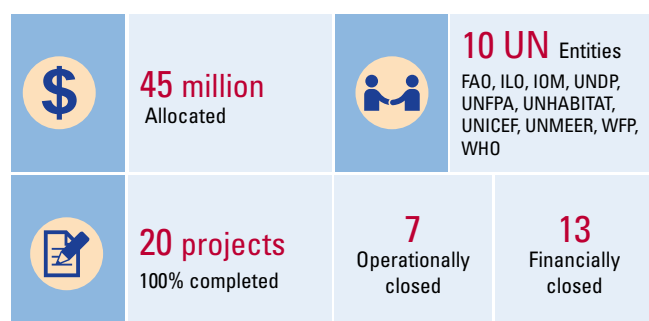 $
45 million
Allocated
10 UN Entities
FAO, ILO, IOM, UNDP,
UNFPA, UNHABITAT,
UNICEF, UNMEER, WFP,
WHO
20 projects
100% completed
7
Operationally
closed
13
Financially
closed